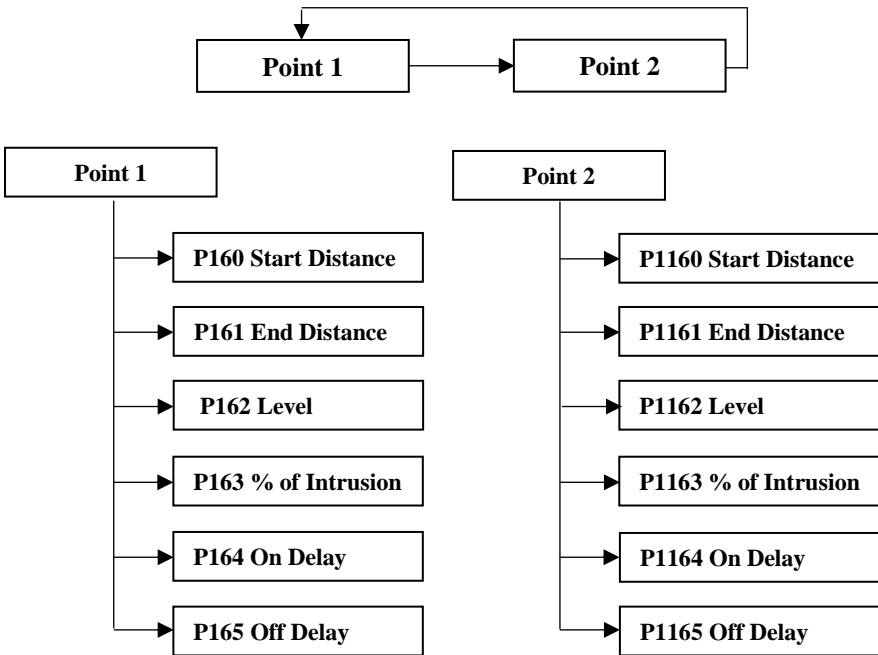 Point 1
Point 2
Point 1
P160 Start Distance
P161 End Distance
P162 Level
P163 % of Intrusion
P164 On Delay
P165 Off Delay
Point 2
P1160 Start Distance
P1161 End Distance
P1162 Level
P1163 % of Intrusion
P1164 On Delay
P1165 Off Delay